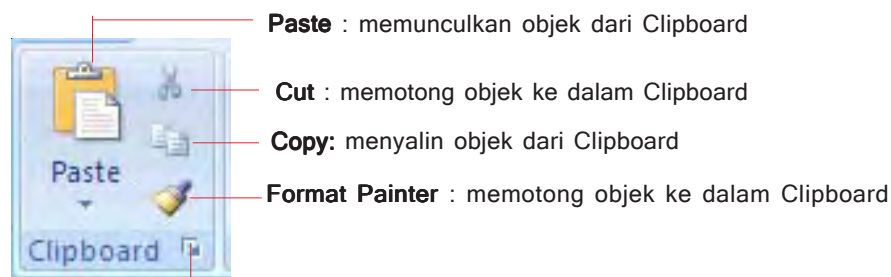 Paste : memunculkan objek dari Clipboard
Cut : memotong objek ke dalam Clipboard
Copy: menyalin objek dari Clipboard
Paste
Format Painter : memotong objek ke dalam Clipboard
Clipboard